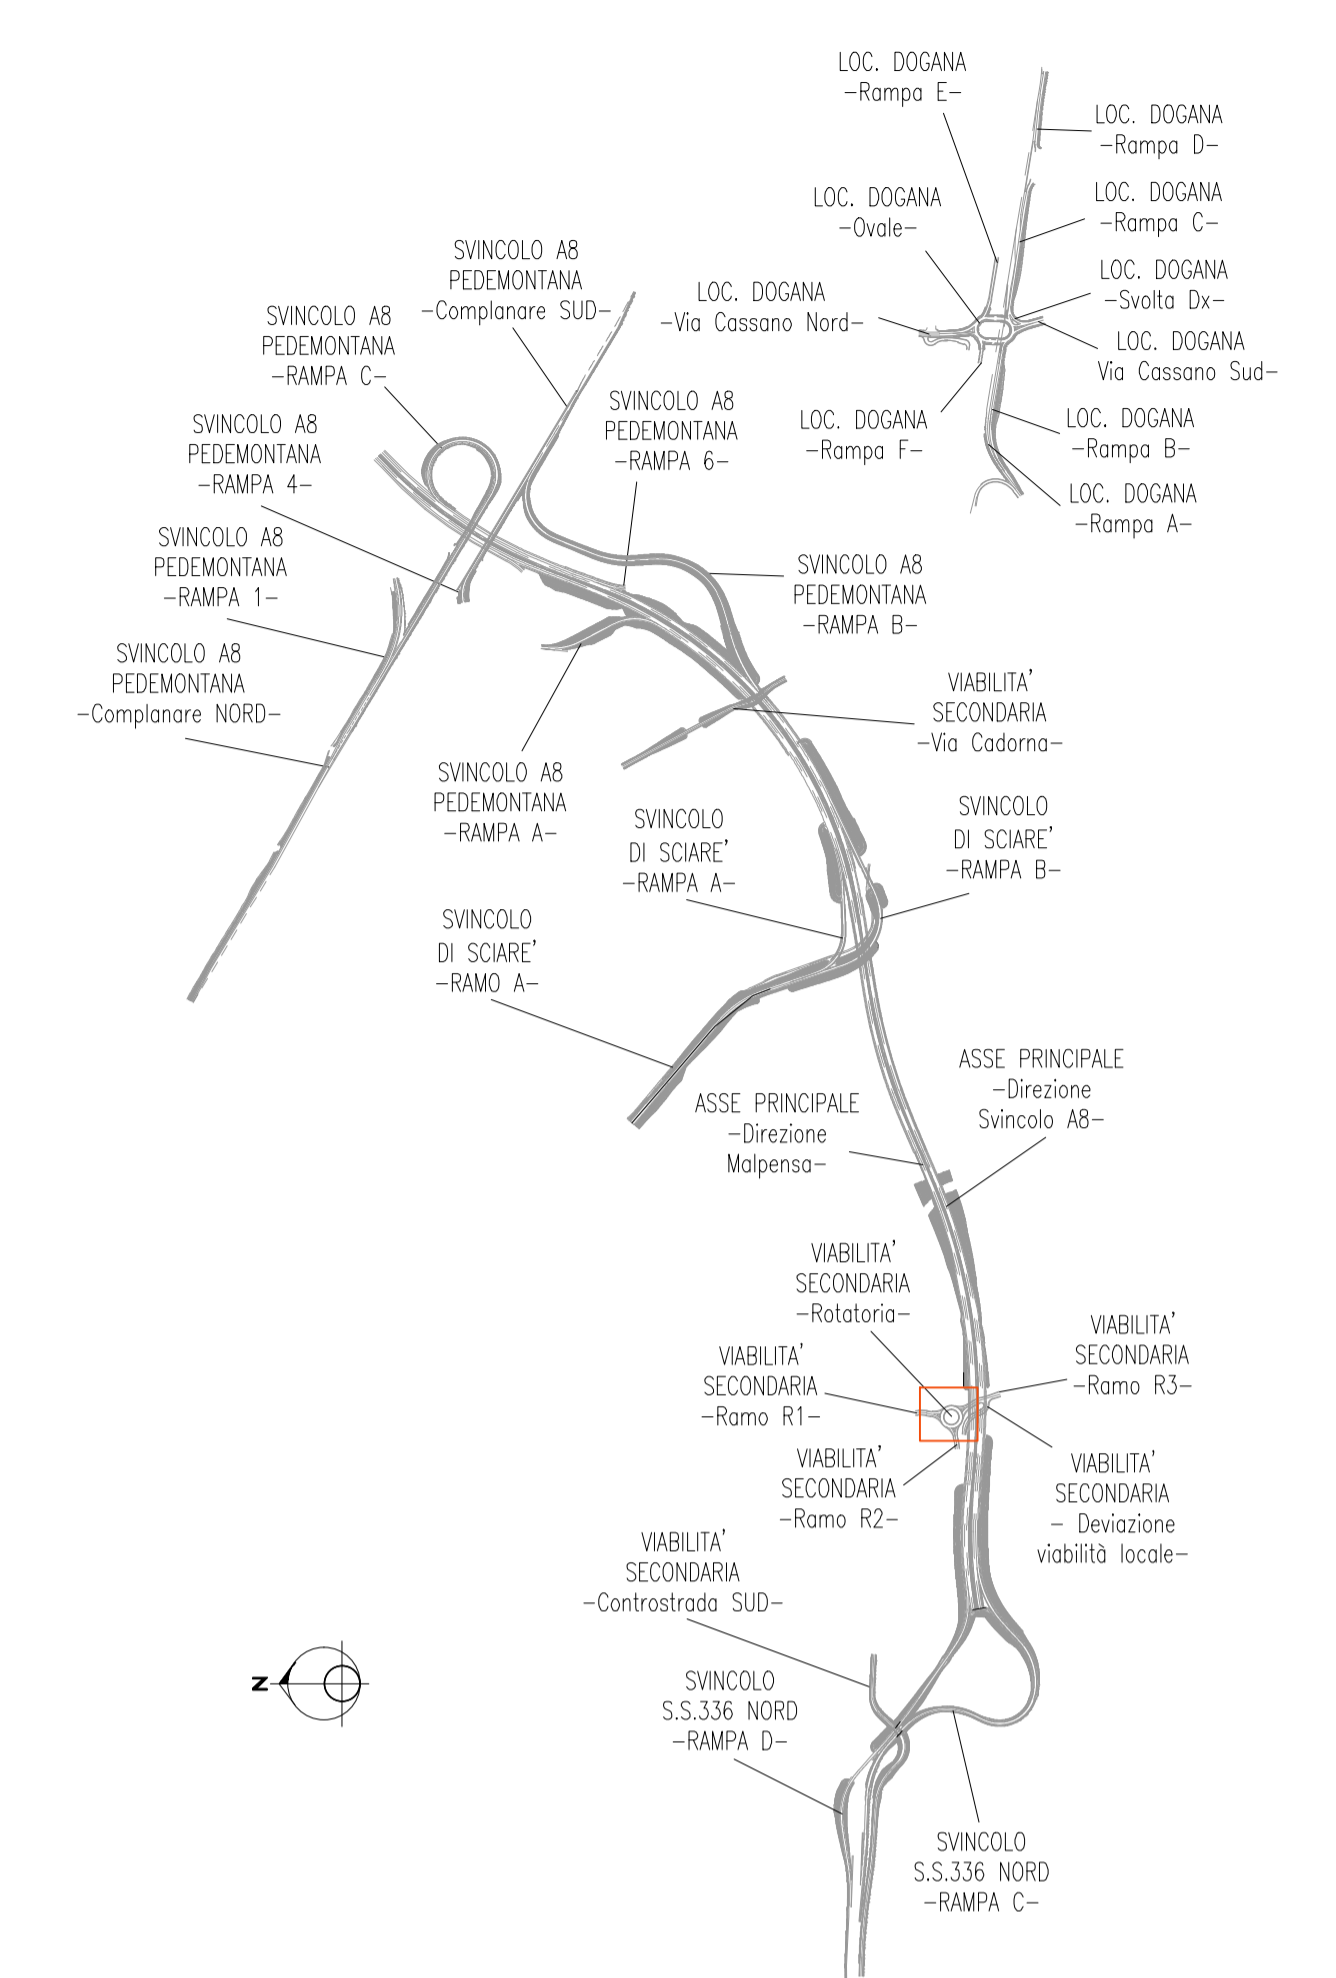 LOC. DOGANA
-Rampa E-
LOC. DOGANA
-Rampa D-
LOC. DOGANA
-Ovale-
LOC. DOGANA
-Rampa C-
SVINCOLO A8
PEDEMONTANA
-Complanare SUD-
LOC. DOGANA
-Via Cassano Nord-
LOC. DOGANA
-Svolta Dx-
SVINCOLO A8
PEDEMONTANA
-RAMPA C-
LOC. DOGANA
Via Cassano Sud-
SVINCOLO A8
PEDEMONTANA
-RAMPA 4-
SVINCOLO A8
PEDEMONTANA
-RAMPA 6-
LOC. DOGANA
-Rampa F-
LOC. DOGANA
-Rampa B-
LOC. DOGANA
-Rampa A-
SVINCOLO A8
PEDEMONTANA
-RAMPA 1-
SVINCOLO A8
PEDEMONTANA
-RAMPA B-
SVINCOLO A8
PEDEMONTANA
-Complanare NORD-
VIABILITA'
SECONDARIA
-Via Cadorna-
SVINCOLO A8
PEDEMONTANA
-RAMPA A-
SVINCOLO
DI SCIARE'
-RAMPA A-
SVINCOLO
DI SCIARE'
-RAMPA B-
SVINCOLO
DI SCIARE'
-RAMO A-
ASSE PRINCIPALE
-Direzione
Svincolo A8-
ASSE PRINCIPALE
-Direzione
Malpensa-
VIABILITA'
SECONDARIA
-Rotatoria-
VIABILITA'
SECONDARIA
-Ramo R3-
VIABILITA'
SECONDARIA
-Ramo R1-
VIABILITA'
SECONDARIA
-Ramo R2-
VIABILITA'
SECONDARIA
- Deviazione
viabilità locale-
VIABILITA'
SECONDARIA
-Controstrada SUD-
N
SVINCOLO
S.S.336 NORD
-RAMPA D-
SVINCOLO
S.S.336 NORD
-RAMPA C-